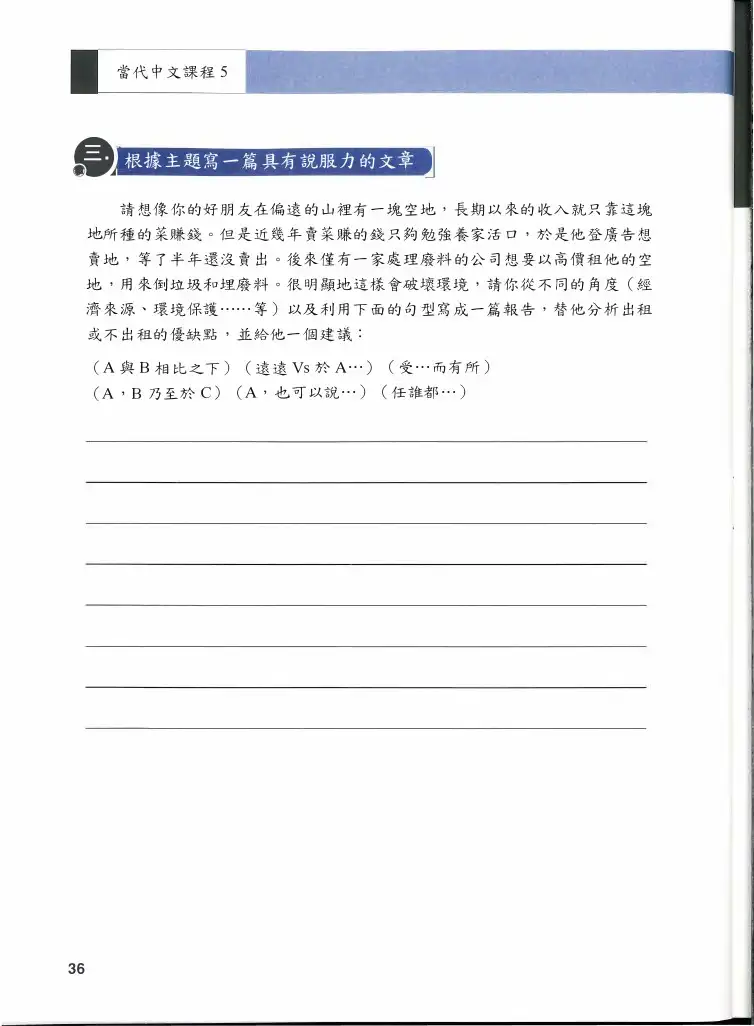 當代中文課程 5
三. 根據主題寫一篇具有說服力的文章
請想像你的好朋友在偏遠的山裡有一塊空地，長期以來的收入就只靠這塊
地所種的菜賺錢。但是近幾年賣菜賺的錢只夠勉強養家活口，於是他登廣告想
賣地，等了半年還沒賣出。後來僅有一家處理廢料的公司想要以高價租他的空
地，用來倒垃圾和埋廢料。很明顯地這樣會破壞環境，請你從不同的角度（經
濟來源、環境保護⋯⋯等）以及利用下面的句型寫成一篇報告，替他分析出租
或不出租的優缺點，並給他一個建議：
（A 與 B 相比之下）（遠遠 Vs 於 A⋯）（受⋯而有所）
（A，B 乃至於 C）（A，也可以說⋯）（任誰都⋯）
36